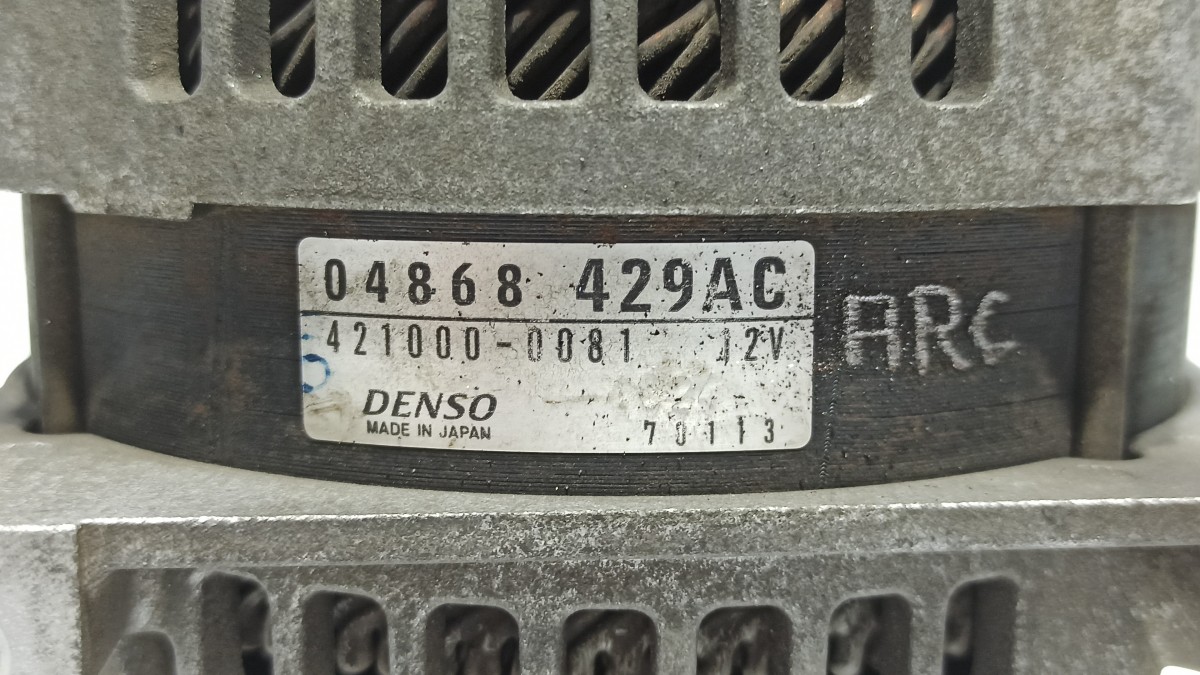 04868 429AC
421000-0081 12V
DENSO
MADE IN JAPAN
70113
ARC